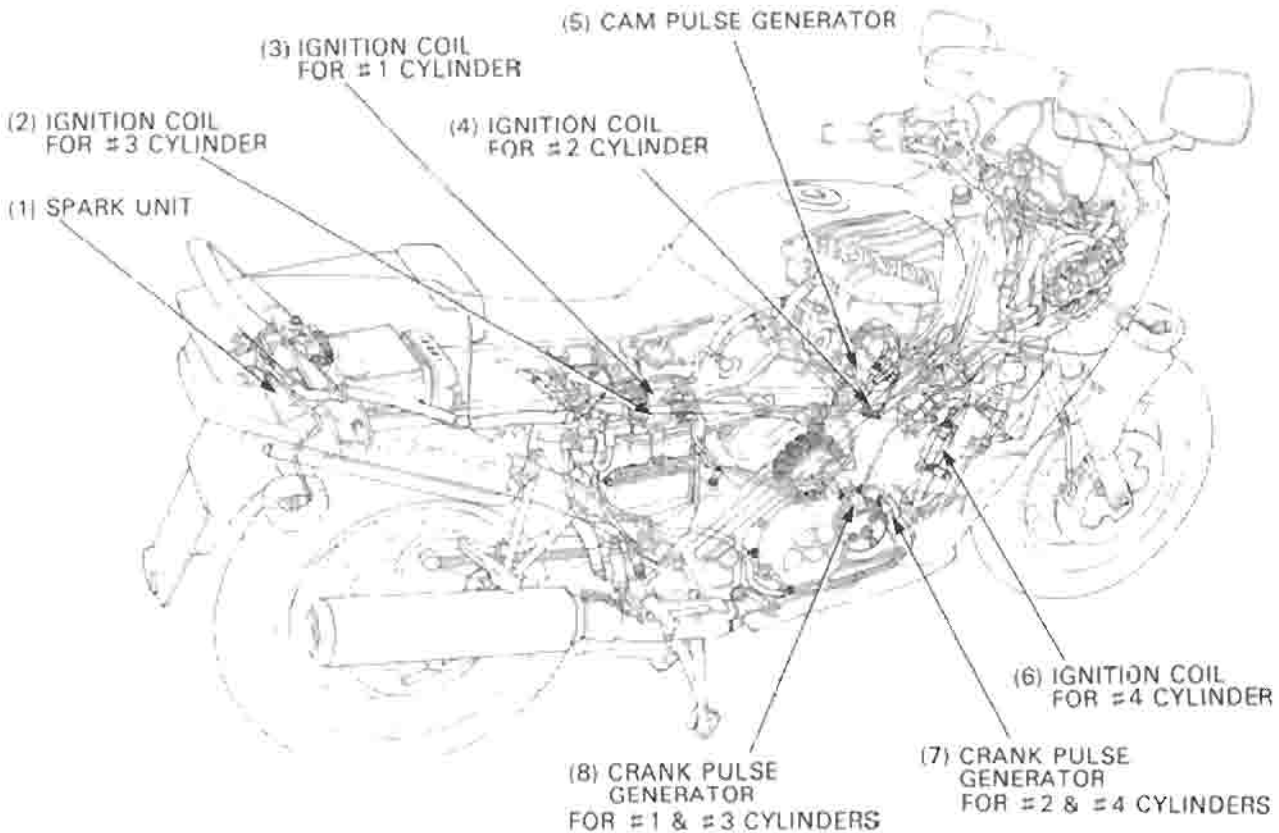 (5) CAM PULSE GENERATOR
(3) IGNITION COIL
FOR #1 CYLINDER
(2) IGNITION COIL
FOR #3 CYLINDER
(4) IGNITION COIL
FOR #2 CYLINDER
(1) SPARK UNIT
HONDA
(6) IGNITION COIL
FOR #4 CYLINDER
(7) CRANK PULSE
GENERATOR
FOR #2 & #4 CYLINDERS
(8) CRANK PULSE
GENERATOR
FOR #1 & #3 CYLINDERS